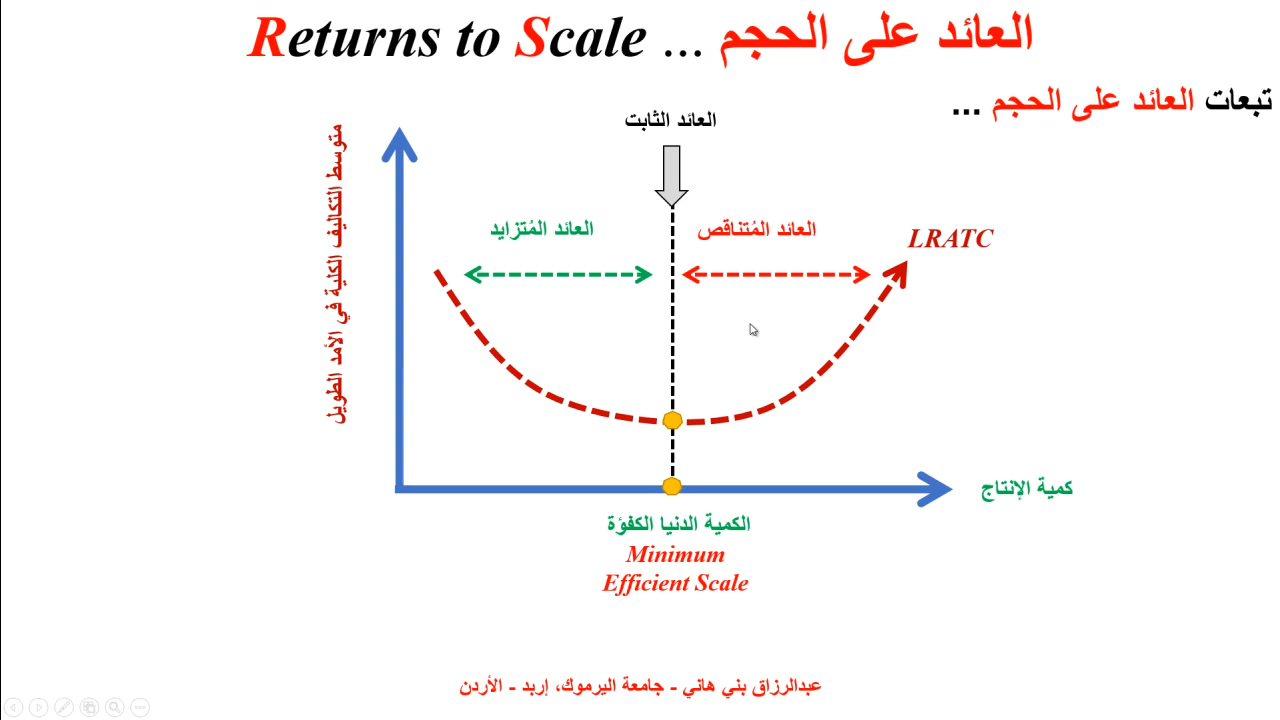 Returns to Scale ... العائد على الحجم
تبعات العائد على الحجم ...
العائد الثابت
متوسط التكاليف الكلية في الأمد الطويل
العائد المُتزايد
العائد المُتناقص
LRATC
كمية الإنتاج
الكمية الدنيا الكفؤة
Minimum
Efficient Scale
عبدالرزاق بني هاني - جامعة اليرموك، إربد - الأردن